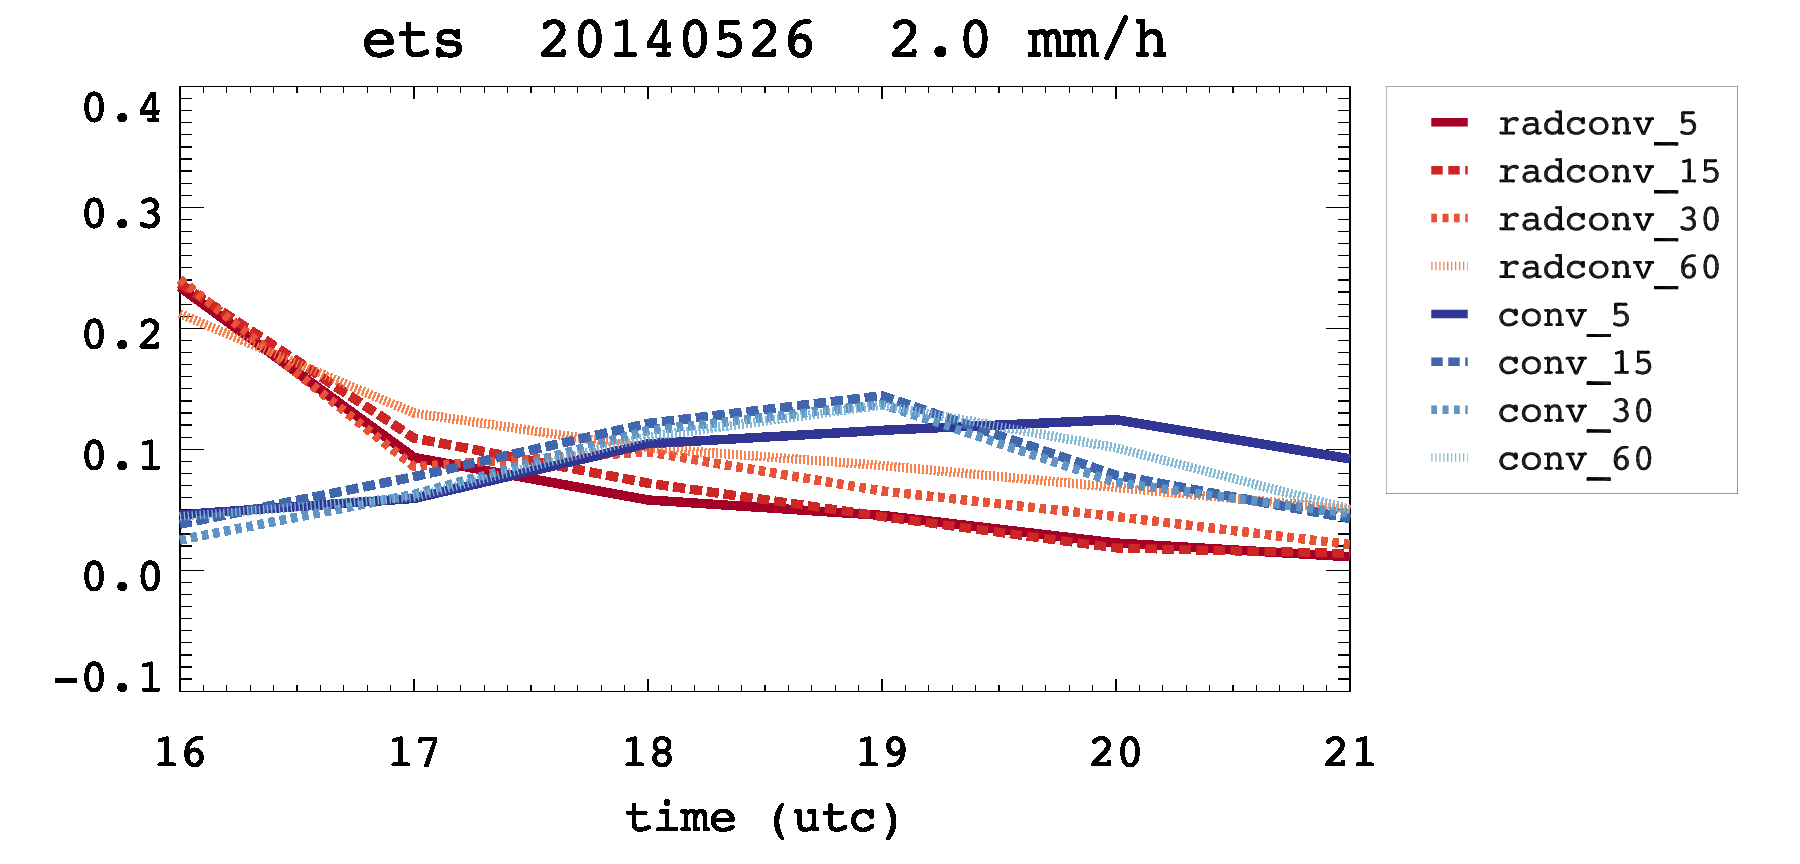 ets 20140526 2.0 mm/h
0.4
0.3
0.2
0.1
0.0
-0.1
16 17 18 19 20 21
time (utc)
radconv_5
radconv_15
radconv_30
radconv_60
conv_5
conv_15
conv_30
conv_60